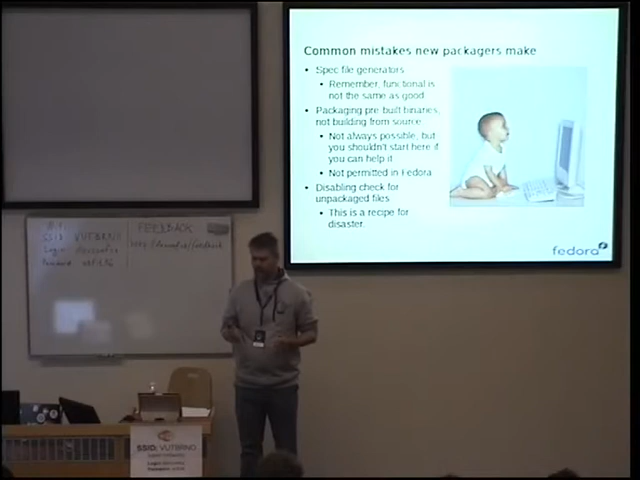 Common mistakes new packagers make
• Spec file generators
• Remember, functional is
not the same as good.
• Packaging pre built binaries,
not building from source
• Not always possible, but
you shouldn't start here if
you can help it
• Not permitted in Fedora
• Disabling check for
unpackaged files
• This is a recipe for
disaster.
fedora
FEEDBACK
SSID VUTBRNO
SSID: VUTBRNO